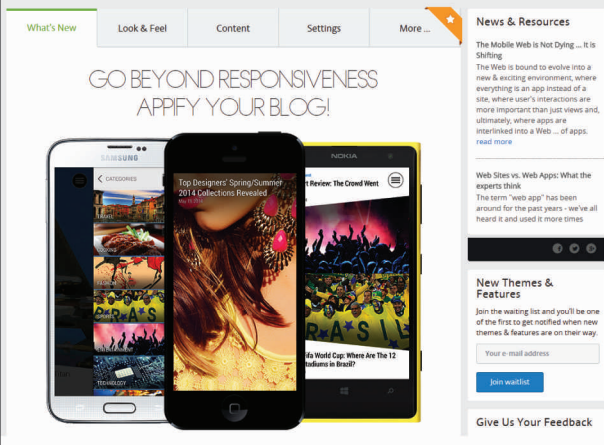 What's New
Look & Feel
Content
Settings
More ...
GO BEYOND RESPONSIVENESS
APPIFY YOUR BLOG!
SAMSUNG
CATEGORIES
TRAVEL
COOKING
FASHION
SPORTS
ENTERTAINMENT
TECHNOLOGY
Top Designers' Spring/Summer
2014 Collections Revealed
NOKIA
rt Review: The Crowd Went
BRASIL
ifa World Cup: Where Are The 12
tadiums in Brazil?
News & Resources
The Mobile Web is Not Dying ... It is
Shifting
The Web is bound to evolve into a
new & exciting environment, where
everything is an app instead of a
site, where user's interactions are
more important than just views and,
ultimately, where apps are
interlinked into a Web ... of apps.
read more
Web Sites vs. Web Apps: What the
experts think
The term "web app" has been
around for the past years - we've all
heard it and used it more times
New Themes &
Features
Join the waiting list and you'll be one
of the first to get notified when new
themes & features are on their way.
Your e-mail address
Join waitlist
Give Us Your Feedback